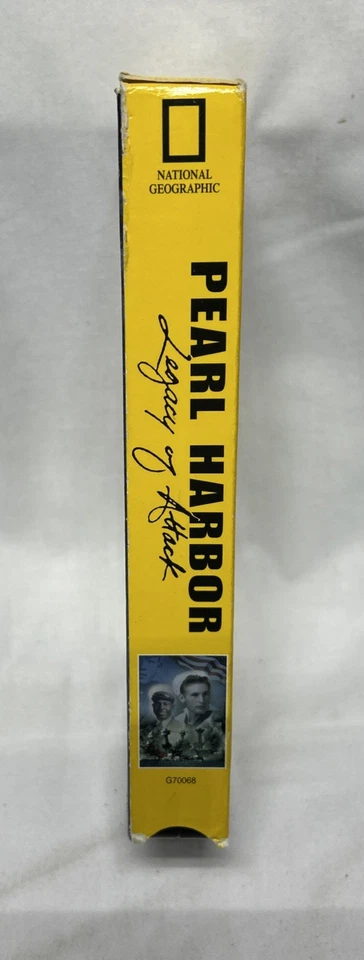 NATIONAL
GEOGRAPHIC
PEARL HARBOR
Legacy of Attack
G70068